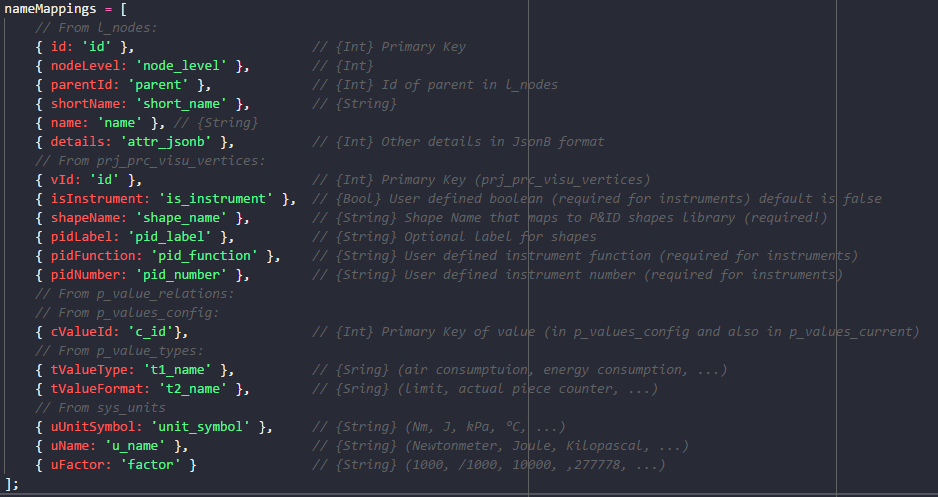 nameMappings = [
// From l_nodes:
{ id: 'id' }, // {Int} Primary Key
{ nodeLevel: 'node_level' }, // {Int}
{ parentId: 'parent' }, // {Int} Id of parent in l_nodes
{ shortName: 'short_name' }, // {String}
{ name: 'name' }, // {String}
{ details: 'attr_jsonb' }, // {Int} Other details in JsonB format
// From prj_prc_visu_vertices:
{ vId: 'id' }, // {Int} Primary Key (prj_prc_visu_vertices)
{ isInstrument: 'is_instrument' }, // {Bool} User defined boolean (required for instruments) default is false
{ shapeName: 'shape_name' }, // {String} Shape Name that maps to P&ID shapes library (required!)
{ pidLabel: 'pid_label' }, // {String} Optional label for shapes
{ pidFunction: 'pid_function' }, // {String} User defined instrument function (required for instruments)
{ pidNumber: 'pid_number' }, // {String} User defined instrument number (required for instruments)
// From p_value_relations:
// From p_values_config:
{ cValueId: 'c_id'}, // {Int} Primary Key of value (in p_values_config and also in p_values_current)
// From p_value_types:
{ tValueType: 't1_name' }, // {Sring} (air consumptuion, energy consumption, ...)
{ tValueFormat: 't2_name' }, // {Sring} (limit, actual piece counter, ...)
// From sys_units
{ uUnitSymbol: 'unit_symbol' }, // {String} (Nm, J, kPa, °C, ...)
{ uName: 'u_name' }, // {String} (Newtonmeter, Joule, Kilopascal, ...)
{ uFactor: 'factor' } // {String} (1000, /1000, 10000, ,277778, ...)
];